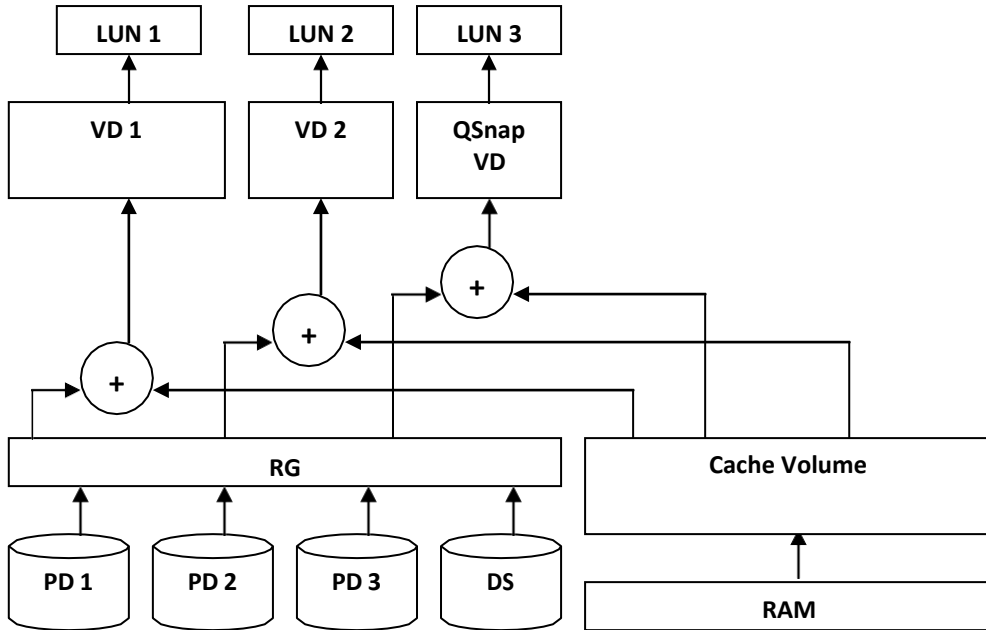 LUN 1
LUN 2
LUN 3
VD 1
VD 2
QSnap
VD
+
+
+
RG
Cache Volume
PD 1
PD 2
PD 3
DS
RAM